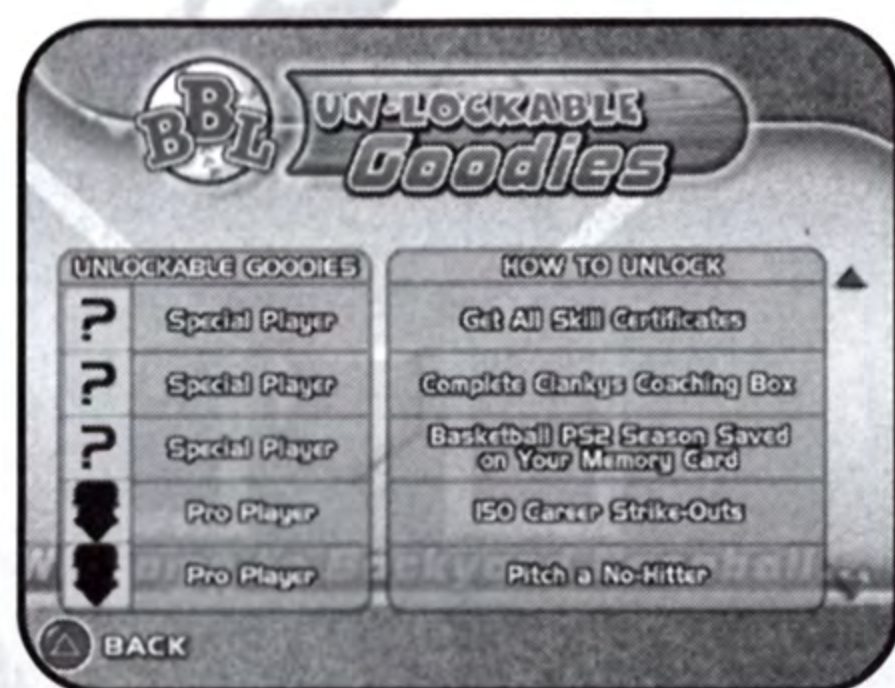 BBL
UN-LOCKABLE
Goodies
UNLOCKABLE GOODIES
HOW TO UNLOCK
? Special Player
Get All Skill Certificates
? Special Player
Complete Clankys Coaching Box
? Special Player
Basketball PS2 Season Saved
on Your Memory Card
Pro Player
150 Career Strike-Outs
Pro Player
Pitch a No-Hitter
BACK